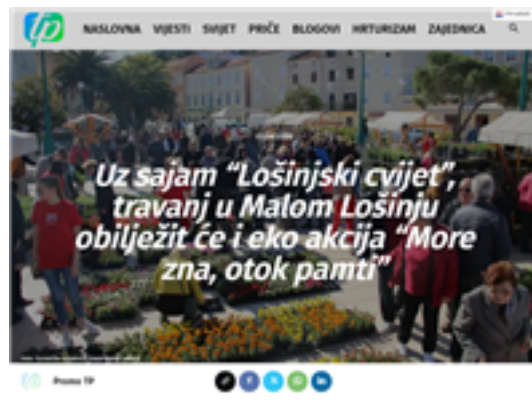 NASLOVNA VIJESTI SVIJET PRIČE BLOGOVI HRTURIZAM ZAJEDNICA
Uz sajam “Lošinjski cvijet”,
travanj u Malom Lošinju
obilježit će i eko akcija “More
zna, otok pamti”
Promo TP